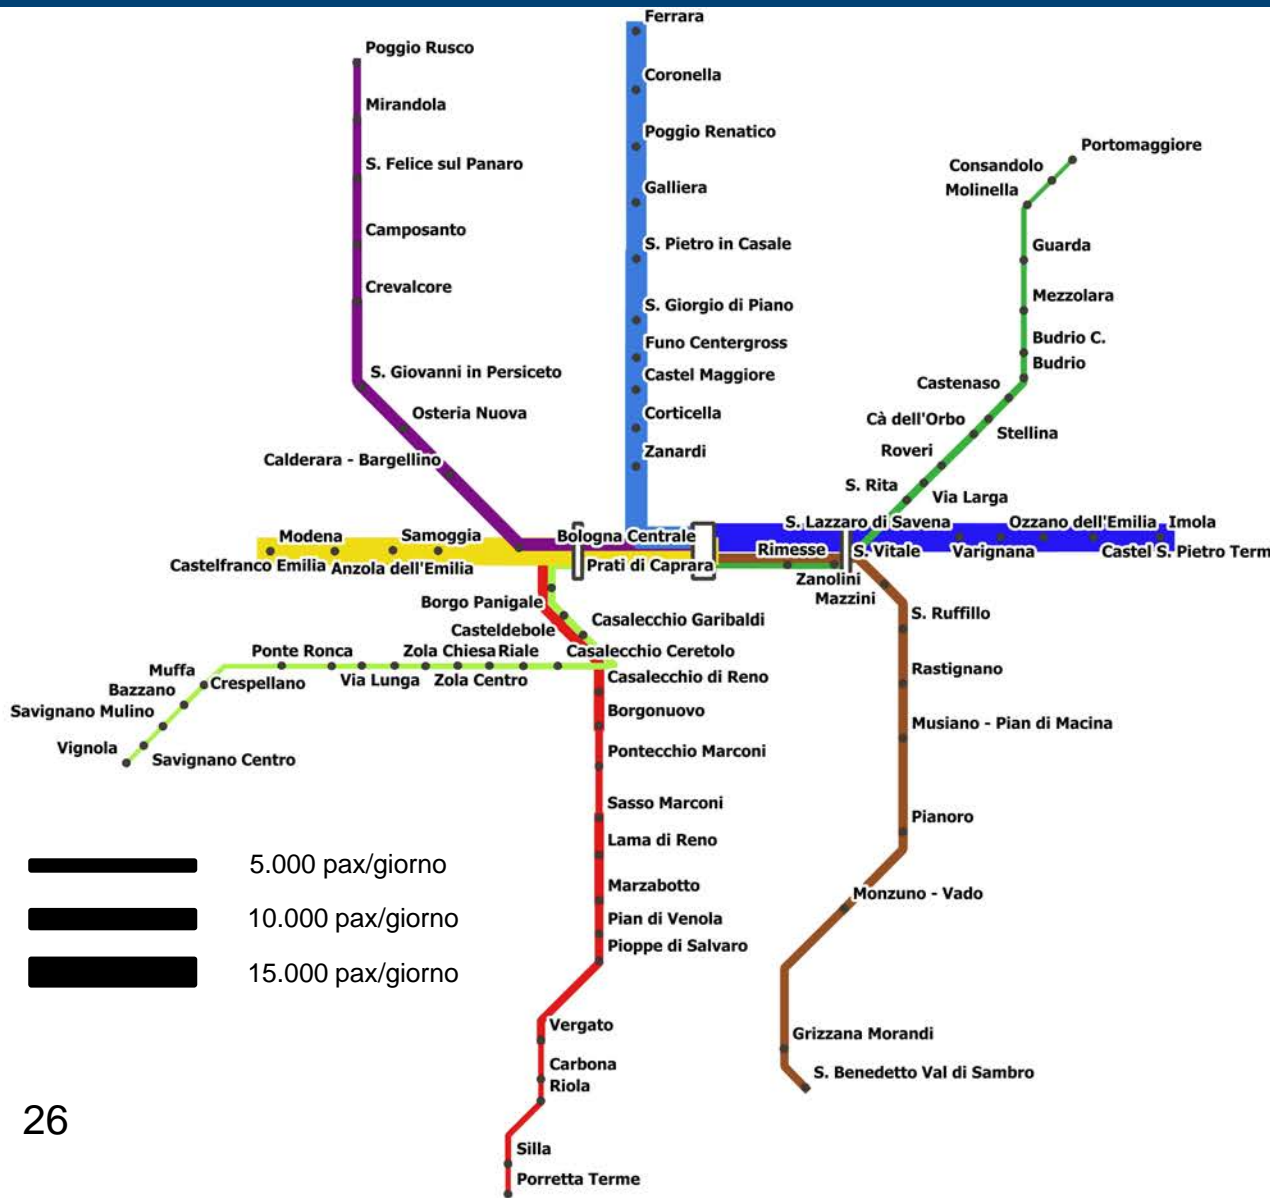 Ferrara
Poggio Rusco
Coronella
Mirandola
Poggio Renatico
Portomaggiore
Consandolo
S. Felice sul Panaro
Galliera
Molinella
Camposanto
S. Pietro in Casale
Guarda
Crevalcore
Mezzolara
S. Giorgio di Piano
Budrio C.
Funo Centergross
Budrio
S. Giovanni in Persiceto
Castel Maggiore
Castenaso
Osteria Nuova
Corticella
Cà dell'Orbo
Stellina
Calderara - Bargellino
Zanardi
Roveri
S. Rita
Via Larga
Modena
Samoggia
Bologna Centrale
S. Lazzaro di Savena
Ozzano dell'Emilia
Imola
Castelfranco Emilia
Anzola dell'Emilia
Prati di Caprara
Rimesse
S. Vitale
Varignana
Castel S. Pietro Term
Zanolini
Mazzini
Borgo Panigale
Casteldebole
Casalecchio Garibaldi
S. Ruffillo
Ponte Ronca
Zola Chiesa
Riale
Casalecchio Ceretolo
Muffa
Crespellano
Via Lunga
Zola Centro
Casalecchio di Reno
Rastignano
Bazzano
Savignano Mulino
Borgonuovo
Musiano - Pian di Macina
Vignola
Savignano Centro
Pontecchio Marconi
Sasso Marconi
Pianoro
Lama di Reno
5.000 pax/giorno
Marzabotto
Monzuno - Vado
10.000 pax/giorno
Pian di Venola
Pioppe di Salvaro
15.000 pax/giorno
Vergato
Grizzana Morandi
Carbona
Riola
S. Benedetto Val di Sambro
26
Silla
Porretta Terme